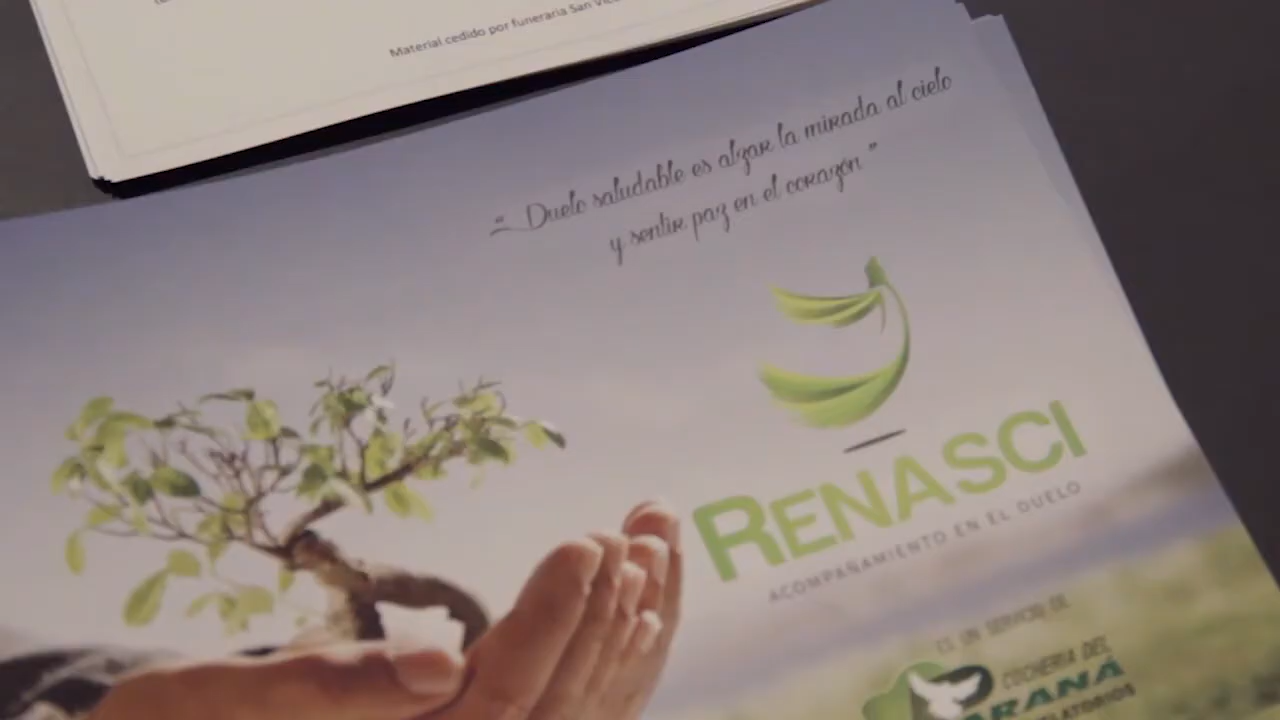 Material cedido por funeraria San
“ Duelo saludable es alzar la mirada al cielo
y sentir paz en el corazón ”
RENASCI
ACOMPAÑAMIENTO EN EL DUELO
ES UN SERVICIO DE
COCHERIA DEL
PARANÁ